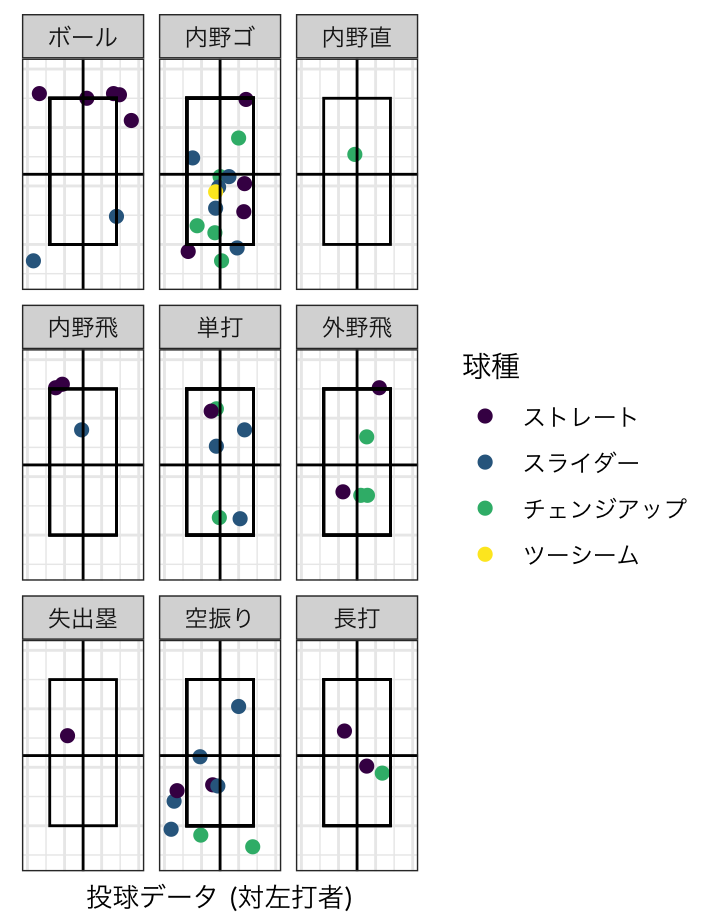 ボール
内野ゴ
内野直
内野飛
単打
外野飛
失出塁
空振り
長打
球種
ストレート
スライダー
チェンジアップ
ツーシーム
投球データ (対左打者)